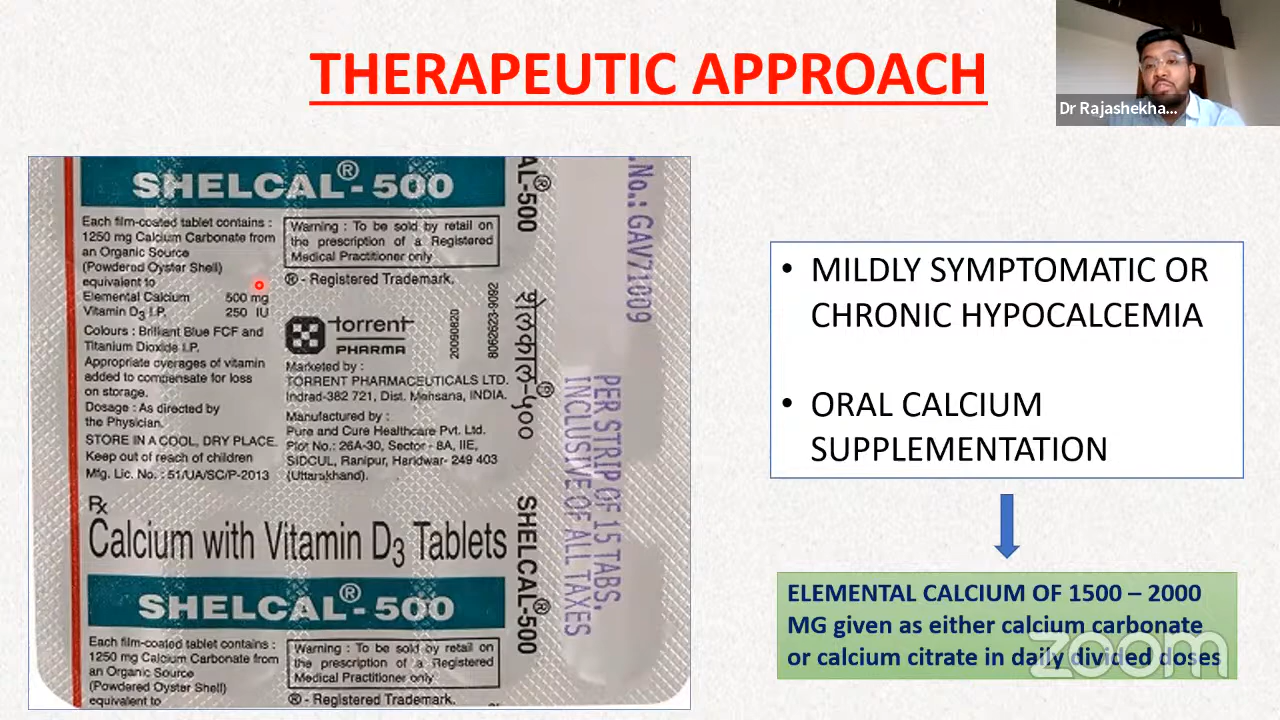 THERAPEUTIC APPROACH
Dr Rajashekha...
SHELCAL®-500
Each film-coated tablet contains :
1250 mg Calcium Carbonate from
an Organic Source
(Powdered Oyster Shell)
equivalent to
Elemental Calcium 500 mg
Vitamin D3 I.P. 250 IU
Colours : Brilliant Blue FCF and
Titanium Dioxide I.P.
Appropriate overages of vitamin
added to compensate for loss
on storage.
Dosage : As directed by
the Physician.
STORE IN A COOL, DRY PLACE.
Keep out of reach of children
Mfg. Lic. No. : 51/UA/SC/P-2013
Warning : To be sold by retail on
the prescription of a Registered
Medical Practitioner only
® - Registered Trademark.
torrent
PHARMA
20090820
8062623-9092
Marketed by :
TORRENT PHARMACEUTICALS LTD.
Indrad-382 721, Dist. Mehsana, INDIA.
Manufactured by :
Pure and Cure Healthcare Pvt. Ltd.
Plot No.: 26A-30, Sector - 8A, IIE,
SIDCUL, Ranipur, Haridwar- 249 403
(Uttarakhand).
AL®-500
शेलकाल®-५००
SHELCAL®-500
.No.: GAV71009
PER STRIP OF 15 TABS,
INCLUSIVE OF ALL TAXES
Rx
Calcium with Vitamin D3 Tablets
SHELCAL®-500
Each film-coated tablet contains :
1250 mg Calcium Carbonate from
an Organic Source
(Powdered Oyster Shell)
equivalent to
Warning : To be sold by retail on
the prescription of a Registered
Medical Practitioner only
® - Registered Trademark.
• MILDLY SYMPTOMATIC OR
CHRONIC HYPOCALCEMIA
• ORAL CALCIUM
SUPPLEMENTATION
ELEMENTAL CALCIUM OF 1500 – 2000
MG given as either calcium carbonate
or calcium citrate in daily divided doses
zoom